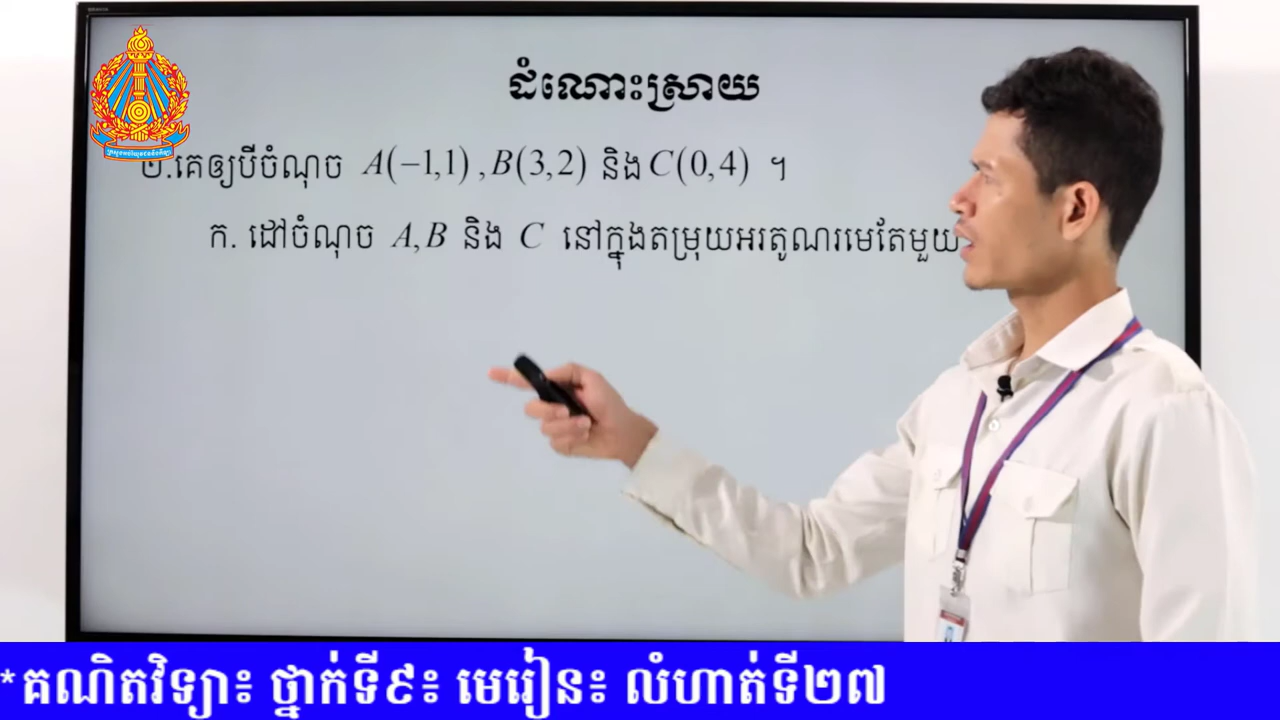 ដំណោះស្រាយ
២.គេឲ្យបីចំណុច A(−1,1) , B(3,2) និង C(0,4) ។
ក. ដៅចំណុច A, B និង C នៅក្នុងតម្រុយអរតូណរមេតែមួយ
*គណិតវិទ្យា៖ ថ្នាក់ទី៩៖ មេរៀន៖ លំហាត់ទី២៧